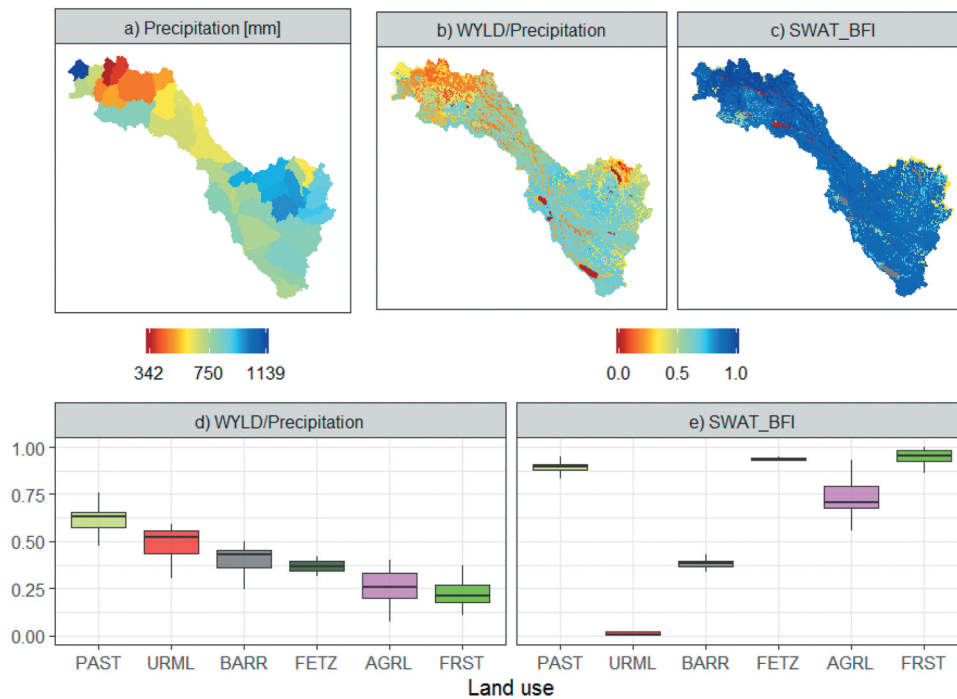 a) Precipitation [mm]
b) WYLD/Precipitation
c) SWAT_BFI
342 750 1139
0.0 0.5 1.0
d) WYLD/Precipitation
e) SWAT_BFI
1.00
0.75
0.50
0.25
0.00
PAST URML BARR FETZ AGRL FRST
PAST URML BARR FETZ AGRL FRST
Land use